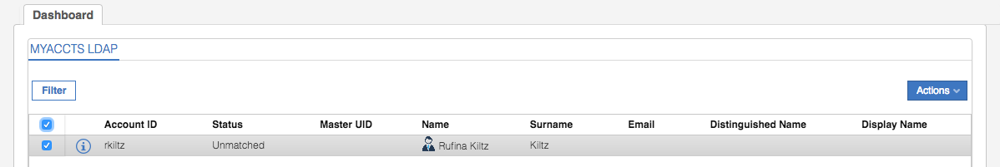 Dashboard
MYACCTS LDAP
Filter
Actions
Account ID Status Master UID Name Surname Email Distinguished Name Display Name
rkiltz Unmatched Rufina Kiltz Kiltz